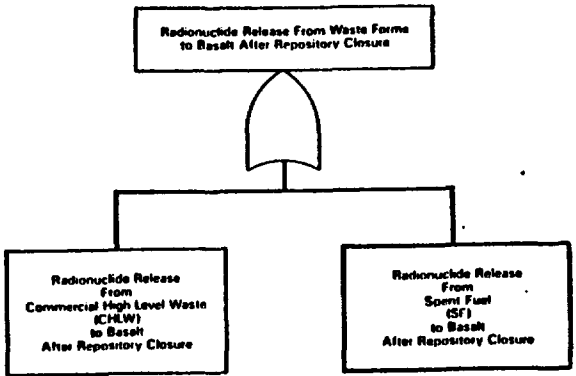 Radionuclide Release From Waste Forms
to Basalt After Repository Closure
Radionuclide Release
From
Commercial High Level Waste
(CHLW)
to Basalt
After Repository Closure
Radionuclide Release
From
Spent Fuel
(SF)
to Basalt
After Repository Closure